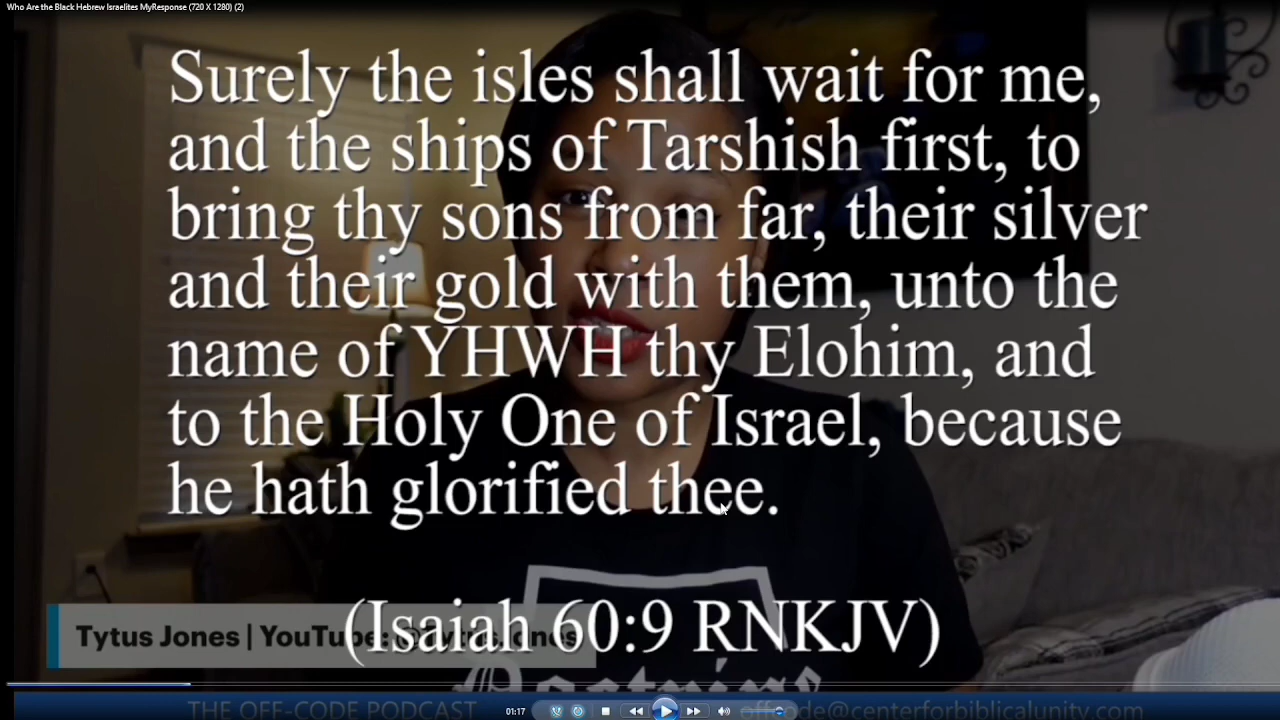 Who Are the Black Hebrew Israelites MyResponse (720 X 1280) (2)
Surely the isles shall wait for me,
and the ships of Tarshish first, to
bring thy sons from far, their silver
and their gold with them, unto the
name of YHWH thy Elohim, and
to the Holy One of Israel, because
he hath glorified thee.
(Isaiah 60:9 RNKJV)
Tytus Jones | YouTube: @tytusjones
Doctrine
THE OFF-CODE PODCAST
01:17
offcode@centerforbiblicalunity.com